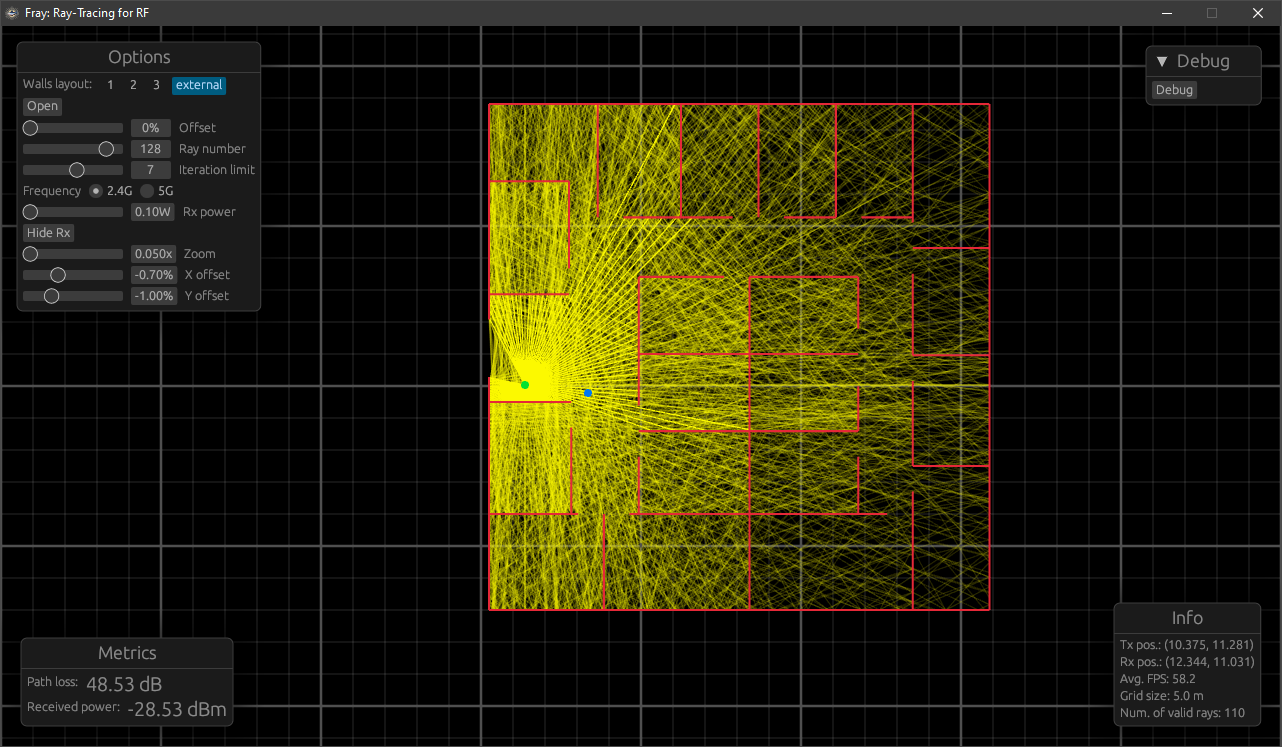 Fray: Ray-Tracing for RF
Options
Walls layout: 1 2 3 external
Open
0% Offset
128 Ray number
7 Iteration limit
Frequency 2.4G 5G
0.10W Rx power
Hide Rx
0.050x Zoom
-0.70% X offset
-1.00% Y offset
Debug
Debug
Metrics
Path loss: 48.53 dB
Received power: -28.53 dBm
Info
Tx pos.: (10.375, 11.281)
Rx pos.: (12.344, 11.031)
Avg. FPS: 58.2
Grid size: 5.0 m
Num. of valid rays: 110